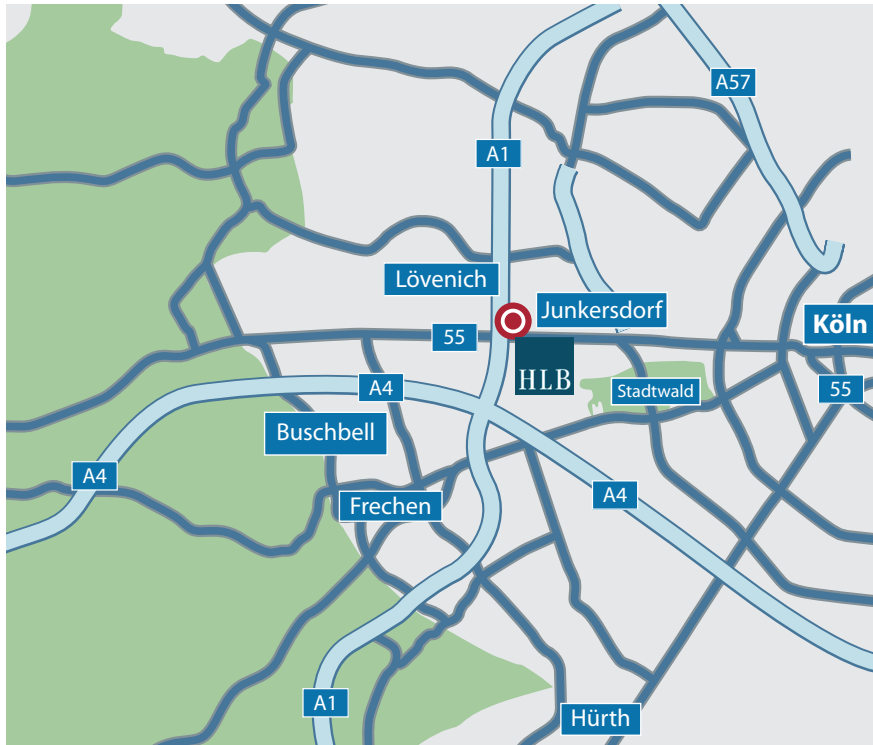 A57
A1
Lövenich
Junkersdorf
Köln
55
HLB
A4
Stadtwald
55
Buschbell
A4
A4
Frechen
A1
Hürth